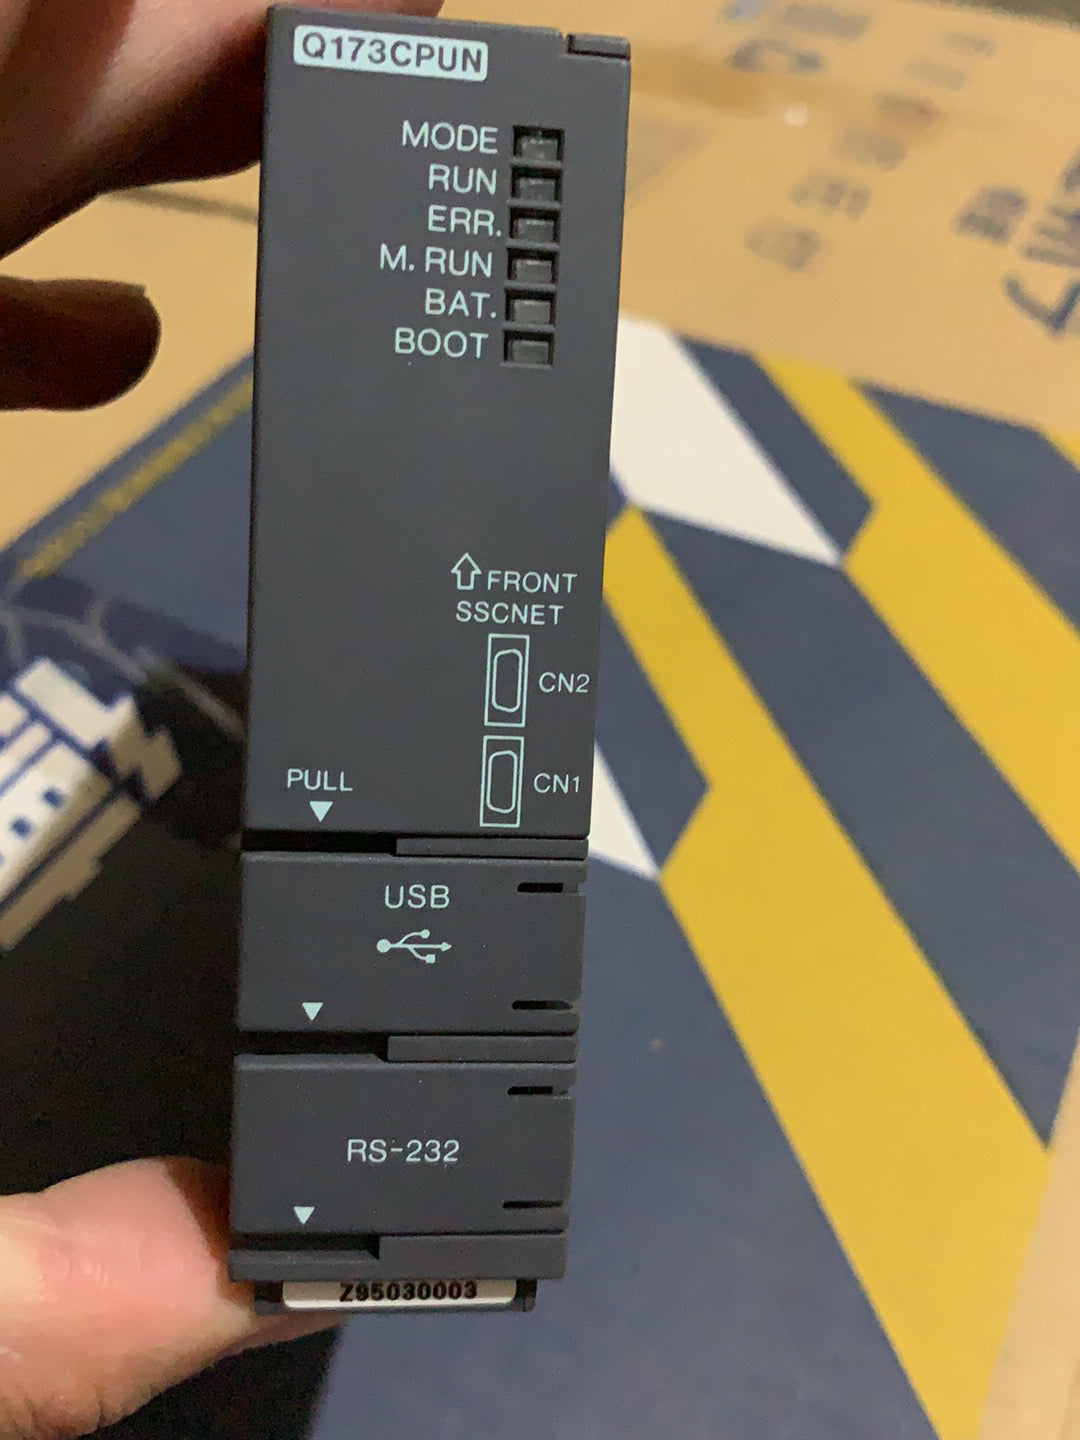 Q173CPUN
MODE
RUN
ERR.
M. RUN
BAT.
BOOT
FRONT
SSCNET
CN2
CN1
PULL
USB
RS-232
Z95030003